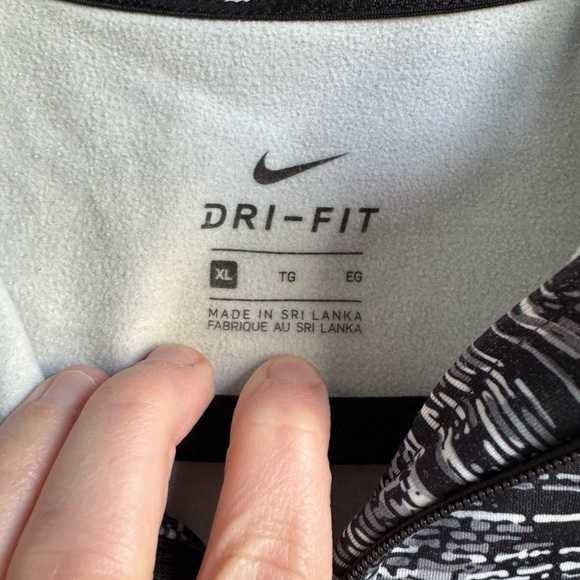 DRI-FIT
XL TG EG
MADE IN SRI LANKA
FABRIQUE AU SRI LANKA